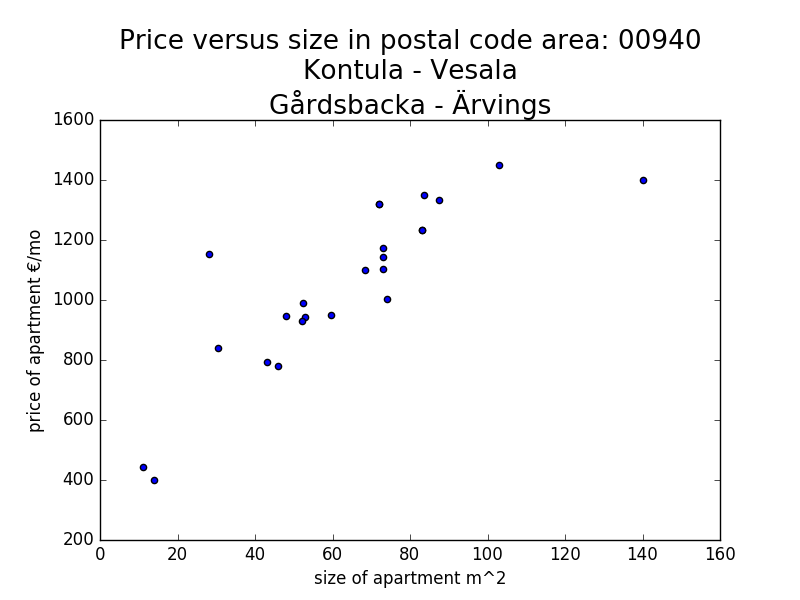 Price versus size in postal code area: 00940
Kontula - Vesala
Gårdsbacka - Ärvings
1600
1400
1200
1000
800
600
400
200
price of apartment €/mo
0 20 40 60 80 100 120 140 160
size of apartment m^2